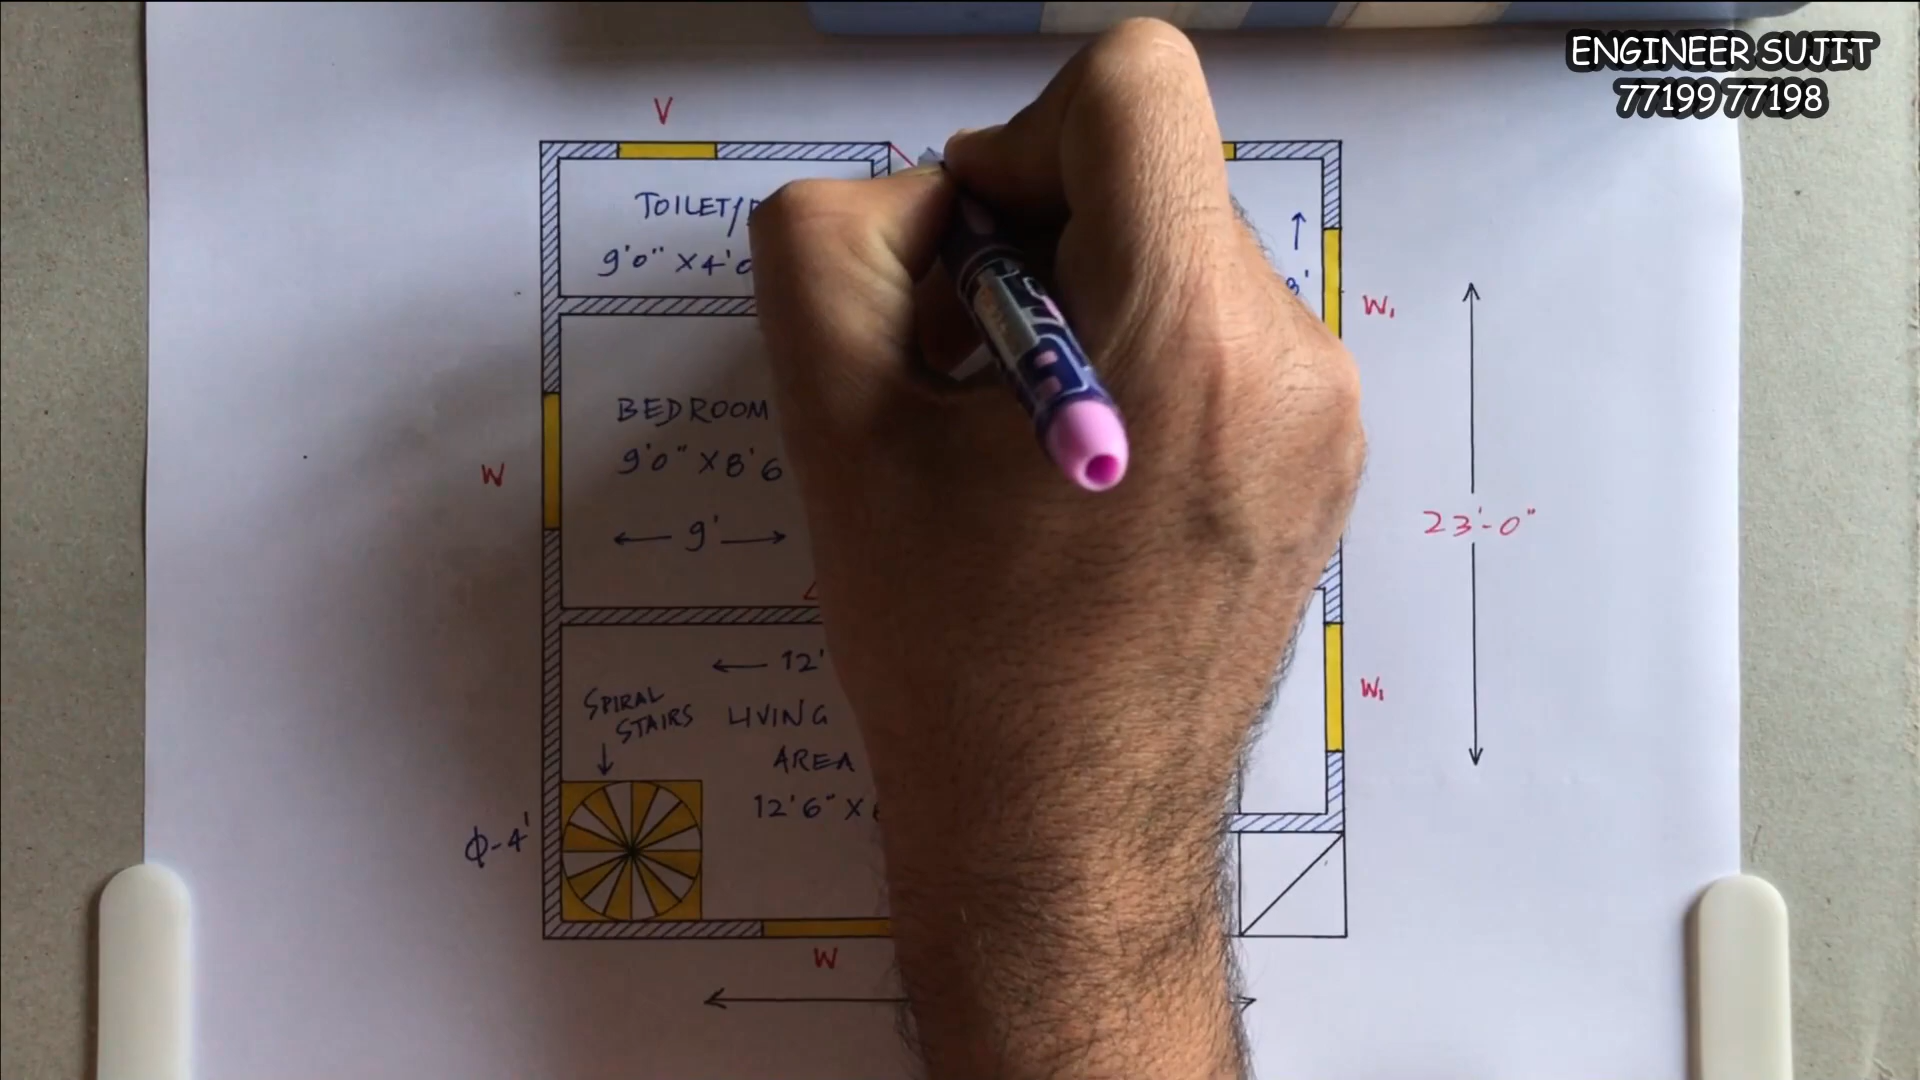 ENGINEER SUJIT
77199 77198
V
TOILET/
9'0" X 4'0
3'
W1
BEDROOM
9'0" X 8'6
W
← 9' →
23'-0"
← 12'
SPIRAL
STAIRS
LIVING
AREA
12'6" X
W1
Φ-4'
W